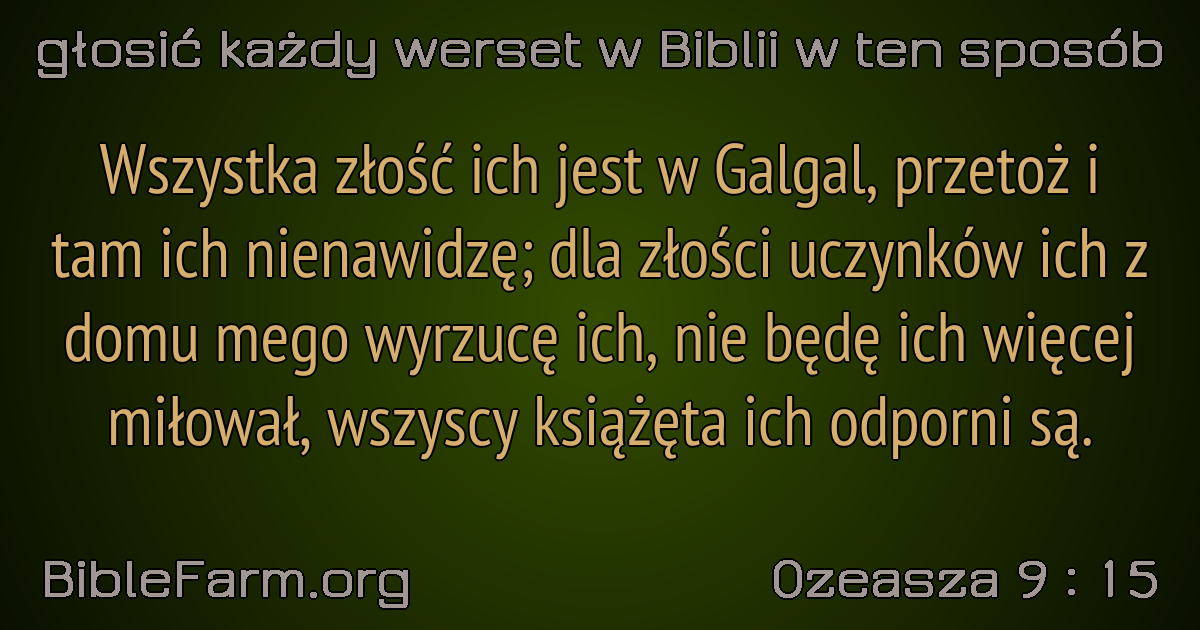 głosić każdy werset w Biblii w ten sposób
Wszystka złość ich jest w Galgal, przetoż i
tam ich nienawidzę; dla złości uczynków ich z
domu mego wyrzucę ich, nie będę ich więcej
miłował, wszyscy książęta ich odporni są.
BibleFarm.org
Ozeasza 9 : 15